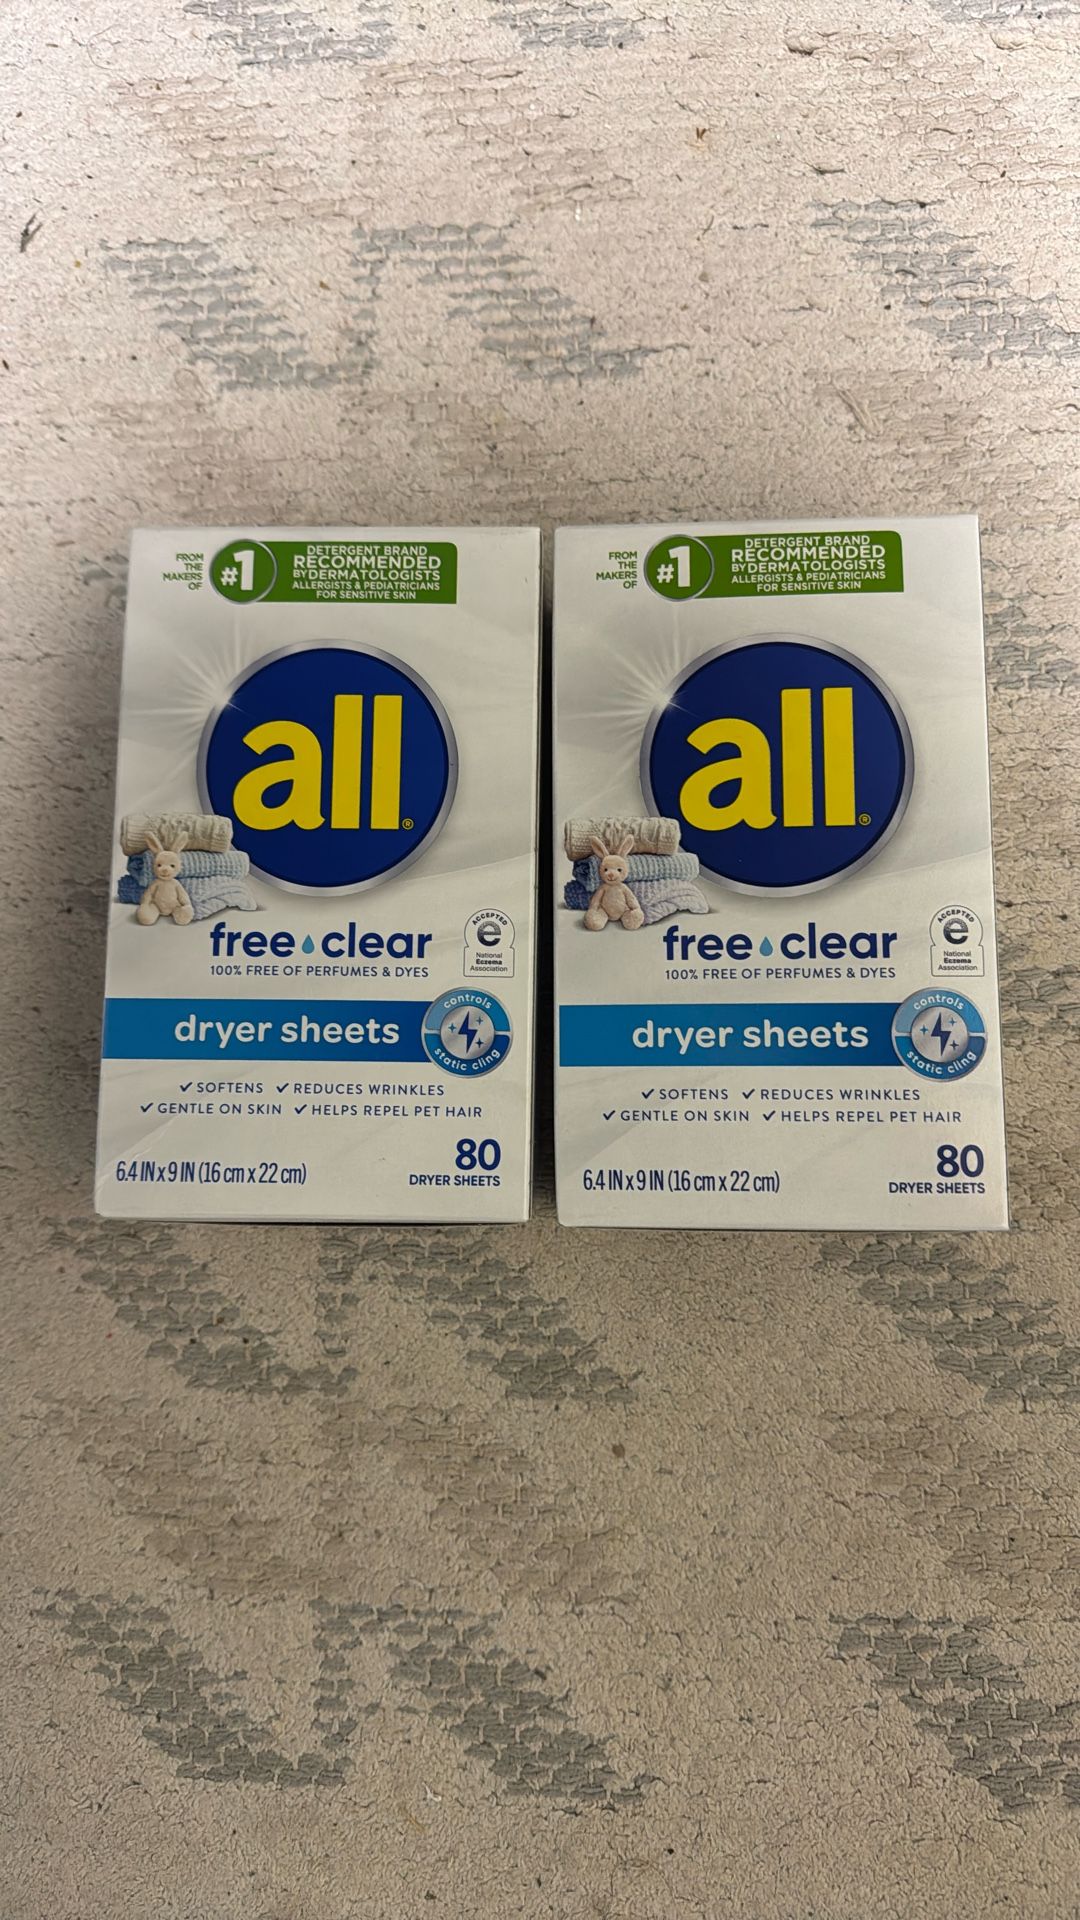 FROM
THE
MAKERS
OF
#1
DETERGENT BRAND
RECOMMENDED
BY DERMATOLOGISTS
ALLERGISTS & PEDIATRICIANS
FOR SENSITIVE SKIN
all®
free clear
100% FREE OF PERFUMES & DYES
ACCEPTED
e
National
Eczema
Association
dryer sheets
controls
static cling
✓ SOFTENS ✓ REDUCES WRINKLES
✓ GENTLE ON SKIN ✓ HELPS REPEL PET HAIR
6.4 IN x 9 IN (16 cm x 22 cm)
80
DRYER SHEETS
FROM
THE
MAKERS
OF
#1
DETERGENT BRAND
RECOMMENDED
BY DERMATOLOGISTS
ALLERGISTS & PEDIATRICIANS
FOR SENSITIVE SKIN
all®
free clear
100% FREE OF PERFUMES & DYES
ACCEPTED
e
National
Eczema
Association
dryer sheets
controls
static cling
✓ SOFTENS ✓ REDUCES WRINKLES
✓ GENTLE ON SKIN ✓ HELPS REPEL PET HAIR
6.4 IN x 9 IN (16 cm x 22 cm)
80
DRYER SHEETS